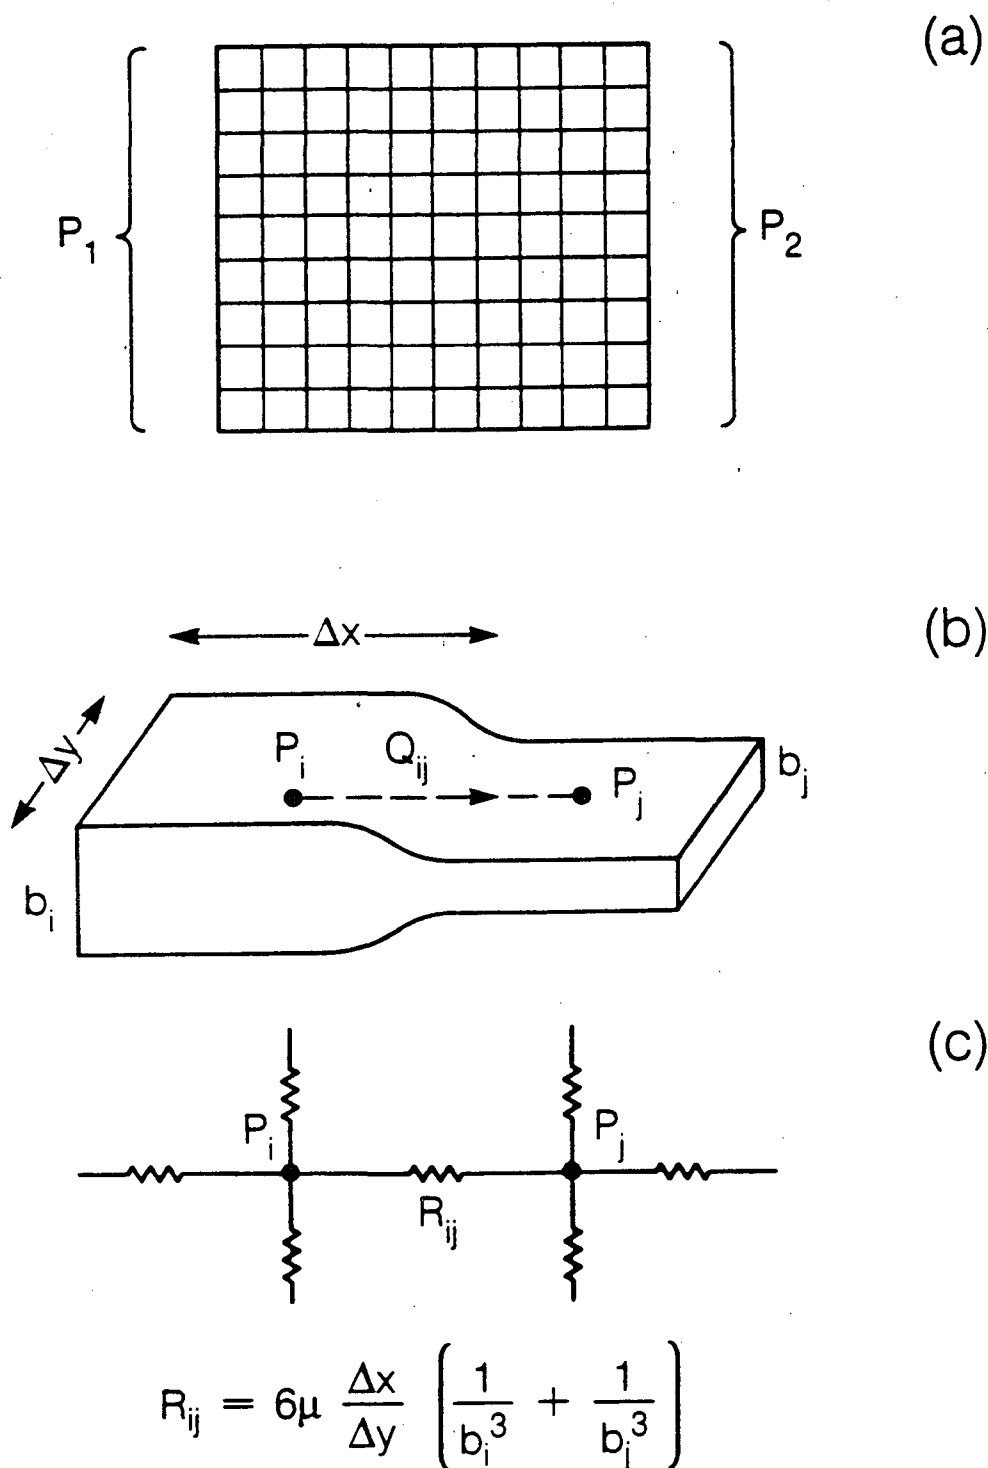 (a)
P₁
P₂
(b)
Δx
Δy
Pᵢ
Qᵢⱼ
Pⱼ
bⱼ
bᵢ
(c)
Pᵢ
Pⱼ
Rᵢⱼ
Rᵢⱼ = 6μ Δx/Δy (1/bᵢ³ + 1/bⱼ³)